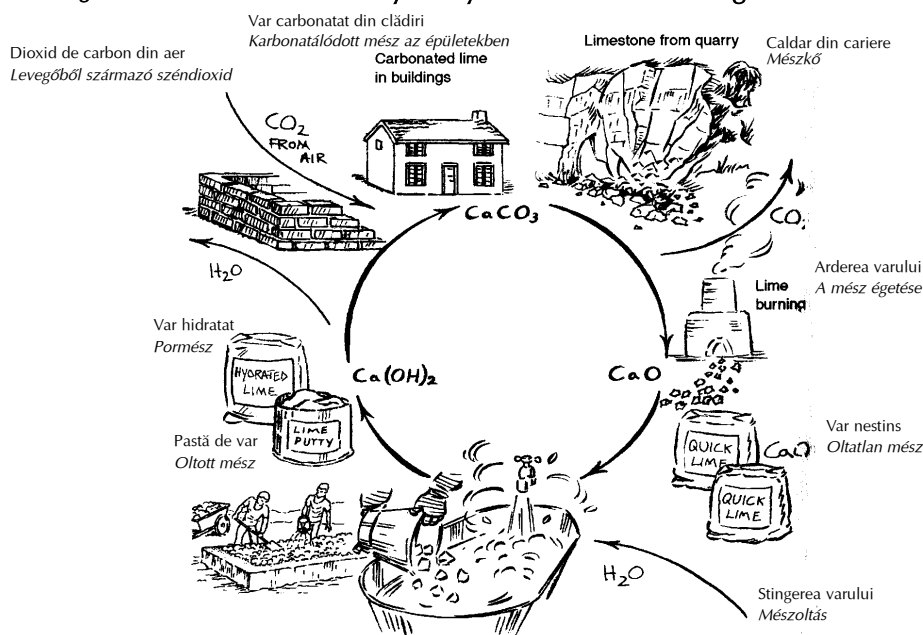 Var carbonatat din clădiri
Karbonatálódott mész az épületekben
Carbonated lime
in buildings
Limestone from quarry
Caldar din cariere
Mészkő
Dioxid de carbon din aer
Levegőből származó széndioxid
CO2
FROM
AIR
CaCO3
CO
H2O
Arderea varului
A mész égetése
Lime
burning
Var hidratat
Pormész
HYDRATED
LIME
Ca(OH)2
CaO
LIME
PUTTY
Pastă de var
Oltott mész
QUICK
LIME
Var nestins
Oltatlan mész
QUICK
LIME
H2O
Stingerea varului
Mészoltás